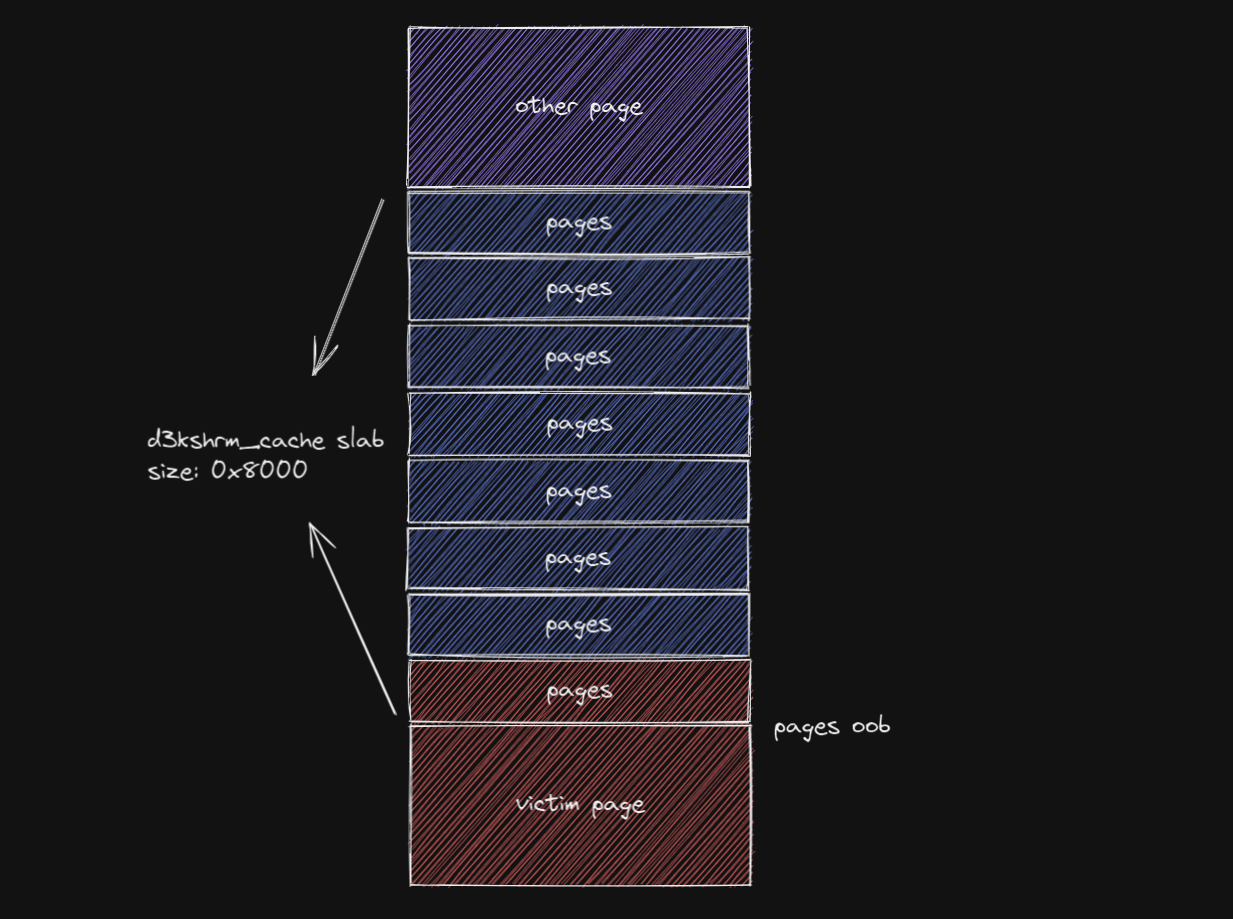 other page
pages
pages
pages
pages
d3kshrm_cache slab
size: 0x8000
pages
pages
pages
pages
pages oob
victim page